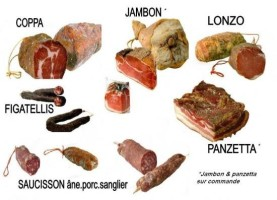 COPPA
JAMBON*
LONZO
FIGATELLIS
PANZETTA*
SAUCISSON âne.porc.sanglier
*Jambon & panzetta
sur commande